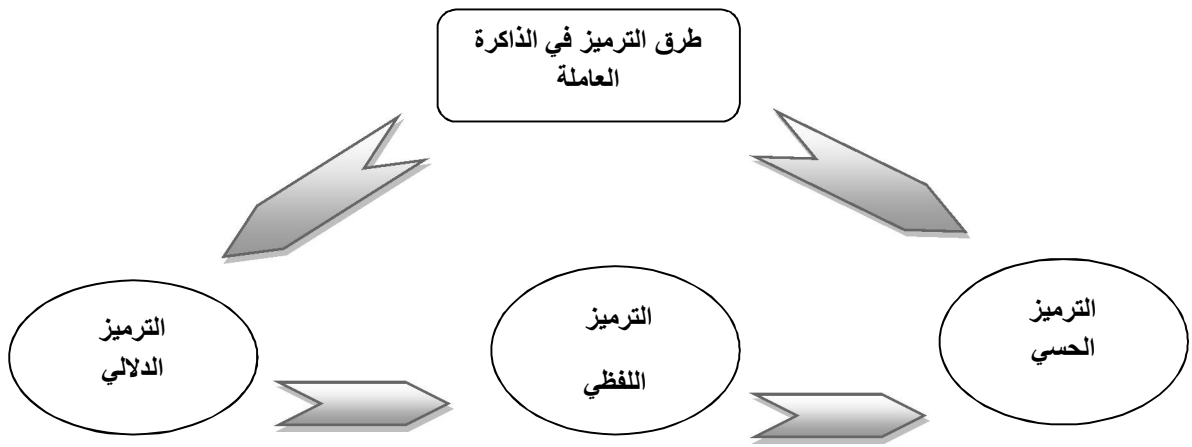 طرق الترميز في الذاكرة
العاملة
الترميز
الحسي
الترميز
اللفظي
الترميز
الدلالي